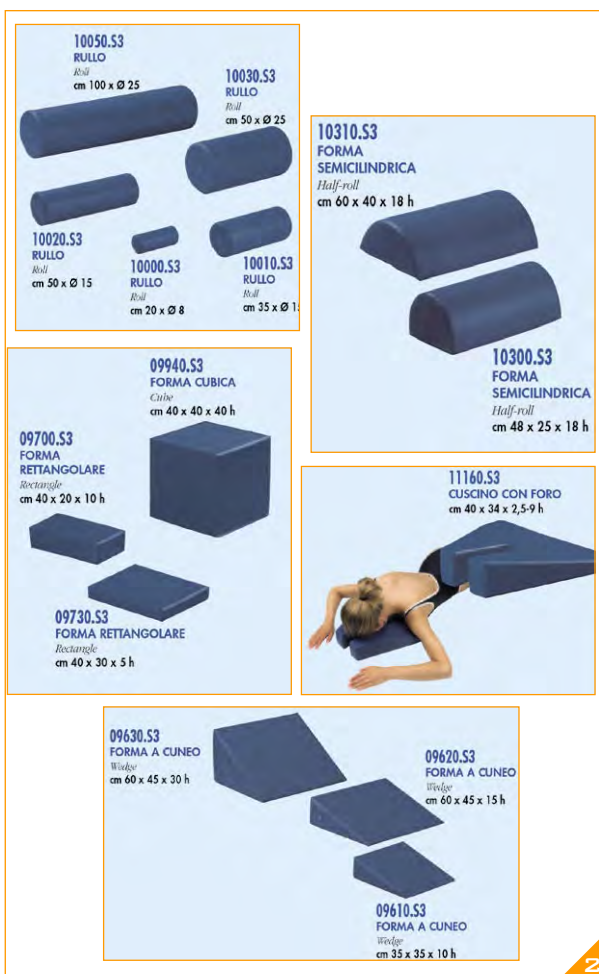 10050.S3
RULLO
Roll
cm 100 x Ø 25
10030.S3
RULLO
Roll
cm 50 x Ø 25
10020.S3
RULLO
Roll
cm 50 x Ø 15
10000.S3
RULLO
Roll
cm 20 x Ø 8
10010.S3
RULLO
Roll
cm 35 x Ø 1
10310.S3
FORMA
SEMICILINDRICA
Half-roll
cm 60 x 40 x 18 h
10300.S3
FORMA
SEMICILINDRICA
Half-roll
cm 48 x 25 x 18 h
09940.S3
FORMA CUBICA
Cube
cm 40 x 40 x 40 h
09700.S3
FORMA
RETTANGOLARE
Rectangle
cm 40 x 20 x 10 h
09730.S3
FORMA RETTANGOLARE
Rectangle
cm 40 x 30 x 5 h
11160.S3
CUSCINO CON FORO
cm 40 x 34 x 2,5-9 h
09630.S3
FORMA A CUNEO
Wedge
cm 60 x 45 x 30 h
09620.S3
FORMA A CUNEO
Wedge
cm 60 x 45 x 15 h
09610.S3
FORMA A CUNEO
Wedge
cm 35 x 35 x 10 h
2